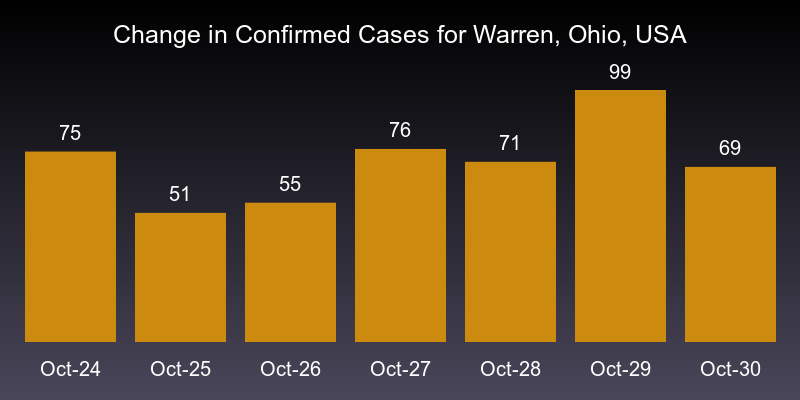 Change in Confirmed Cases for Warren, Ohio, USA
75
51
55
76
71
99
69
Oct-24
Oct-25
Oct-26
Oct-27
Oct-28
Oct-29
Oct-30